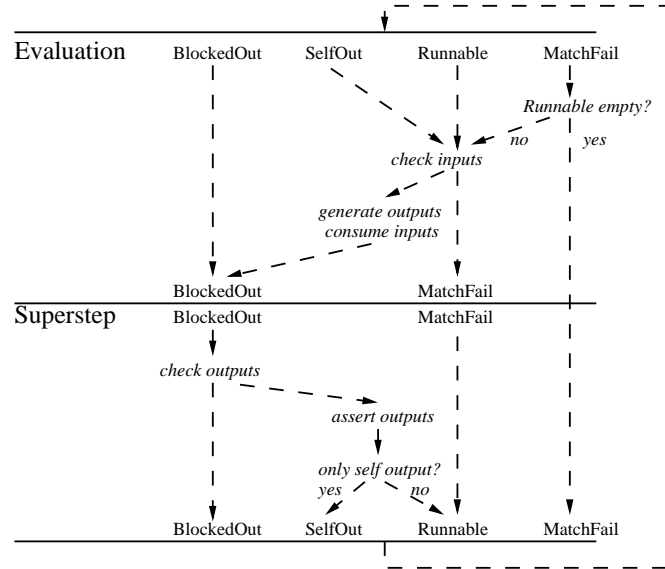 Evaluation BlockedOut SelfOut Runnable MatchFail
Runnable empty?
no yes
check inputs
generate outputs
consume inputs
BlockedOut MatchFail
Superstep
BlockedOut MatchFail
check outputs
assert outputs
only self output?
yes no
BlockedOut SelfOut Runnable MatchFail